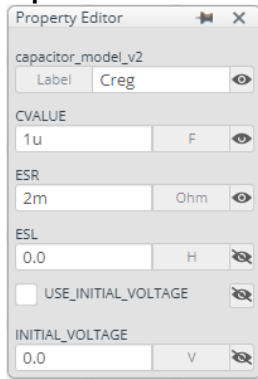 Property Editor
capacitor_model_v2
Label Creg
CVALUE
1u F
ESR
2m Ohm
ESL
0.0 H
USE_INITIAL_VOLTAGE
INITIAL_VOLTAGE
0.0 V